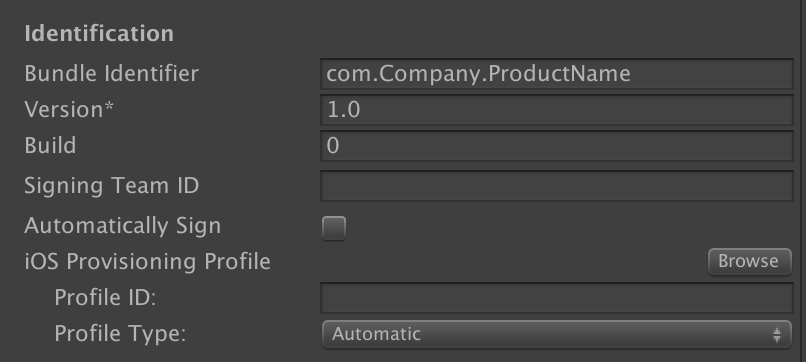 Identification
Bundle Identifier com.Company.ProductName
Version* 1.0
Build 0
Signing Team ID
Automatically Sign
iOS Provisioning Profile Browse
Profile ID:
Profile Type: Automatic